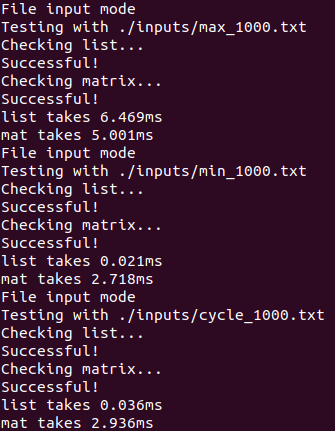 File input mode
Testing with ./inputs/max_1000.txt
Checking list...
Successful!
Checking matrix...
Successful!
list takes 6.469ms
mat takes 5.001ms
File input mode
Testing with ./inputs/min_1000.txt
Checking list...
Successful!
Checking matrix...
Successful!
list takes 0.021ms
mat takes 2.718ms
File input mode
Testing with ./inputs/cycle_1000.txt
Checking list...
Successful!
Checking matrix...
Successful!
list takes 0.036ms
mat takes 2.936ms